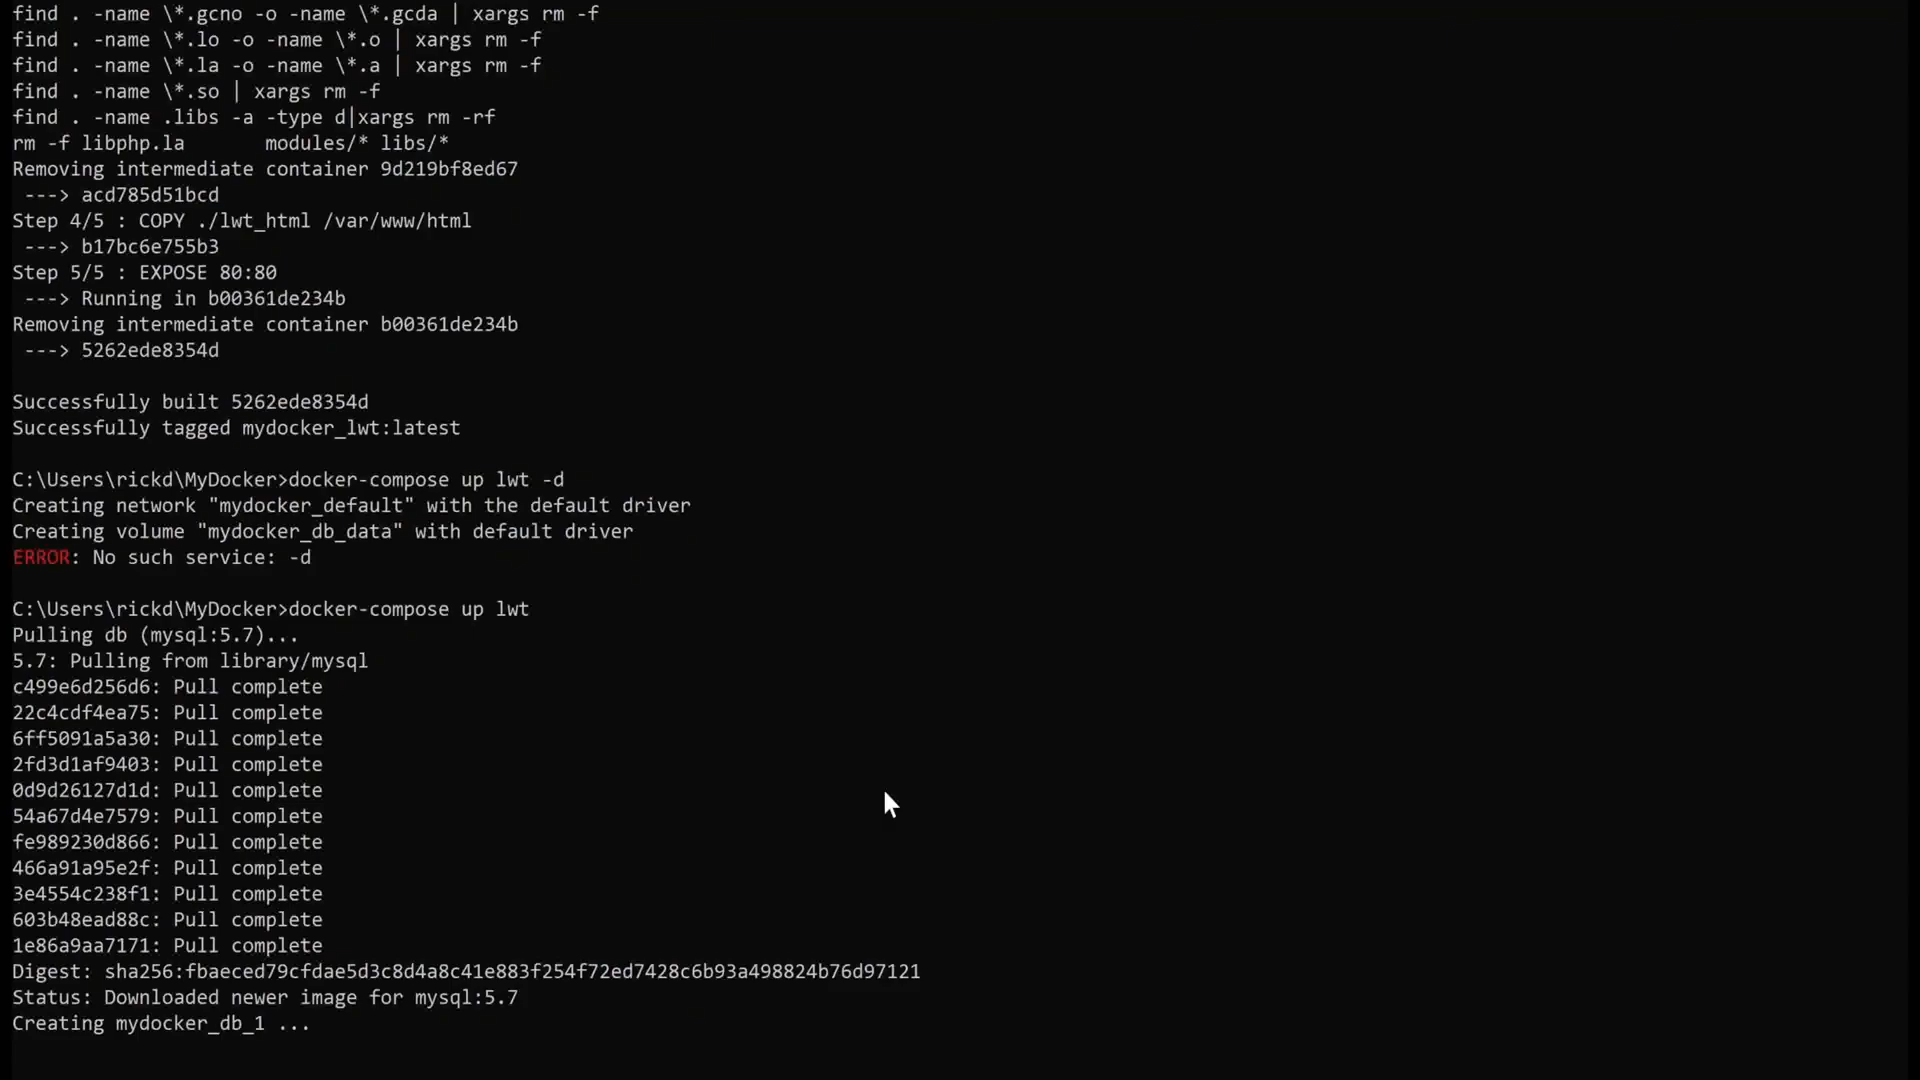 find . -name \*.gcno -o -name \*.gcda | xargs rm -f
find . -name \*.lo -o -name \*.o | xargs rm -f
find . -name \*.la -o -name \*.a | xargs rm -f
find . -name \*.so | xargs rm -f
find . -name .libs -a -type d|xargs rm -rf
rm -f libphp.la       modules/* libs/*
Removing intermediate container 9d219bf8ed67
 ---> acd785d51bcd
Step 4/5 : COPY ./lwt_html /var/www/html
 ---> b17bc6e755b3
Step 5/5 : EXPOSE 80:80
 ---> Running in b00361de234b
Removing intermediate container b00361de234b
 ---> 5262ede8354d
Successfully built 5262ede8354d
Successfully tagged mydocker_lwt:latest
C:\Users\rickd\MyDocker>docker-compose up lwt -d
Creating network "mydocker_default" with the default driver
Creating volume "mydocker_db_data" with default driver
ERROR: No such service: -d
C:\Users\rickd\MyDocker>docker-compose up lwt
Pulling db (mysql:5.7)...
5.7: Pulling from library/mysql
c499e6d256d6: Pull complete
22c4cdf4ea75: Pull complete
6ff5091a5a30: Pull complete
2fd3d1af9403: Pull complete
0d9d26127d1d: Pull complete
54a67d4e7579: Pull complete
fe989230d866: Pull complete
466a91a95e2f: Pull complete
3e4554c238f1: Pull complete
603b48ead88c: Pull complete
1e86a9aa7171: Pull complete
Digest: sha256:fbaeced79cfdae5d3c8d4a8c41e883f254f72ed7428c6b93a498824b76d97121
Status: Downloaded newer image for mysql:5.7
Creating mydocker_db_1 ...